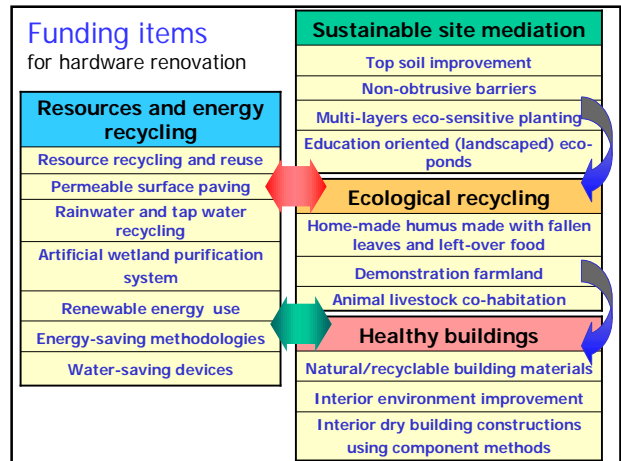 Funding items
for hardware renovation
Resources and energy
recycling
Resource recycling and reuse
Permeable surface paving
Rainwater and tap water
recycling
Artificial wetland purification
system
Renewable energy use
Energy-saving methodologies
Water-saving devices
Sustainable site mediation
Top soil improvement
Non-obtrusive barriers
Multi-layers eco-sensitive planting
Education oriented (landscaped) eco-
ponds
Ecological recycling
Home-made humus made with fallen
leaves and left-over food
Demonstration farmland
Animal livestock co-habitation
Healthy buildings
Natural/recyclable building materials
Interior environment improvement
Interior dry building constructions
using component methods